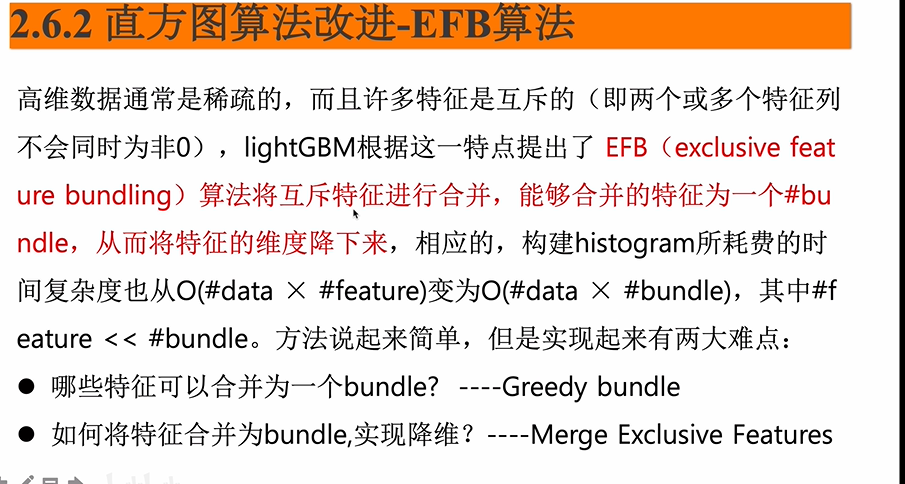 2.6.2 直方图算法改进-EFB算法
高维数据通常是稀疏的，而且许多特征是互斥的（即两个或多个特征列
不会同时为非0），lightGBM根据这一特点提出了 EFB（exclusive feat
ure bundling）算法将互斥特征进行合并，能够合并的特征为一个#bu
ndle，从而将特征的维度降下来，相应的，构建histogram所耗费的时
间复杂度也从O(#data × #feature)变为O(#data × #bundle)，其中#f
eature << #bundle。方法说起来简单，但是实现起来有两大难点：
● 哪些特征可以合并为一个bundle? ----Greedy bundle
● 如何将特征合并为bundle,实现降维？----Merge Exclusive Features